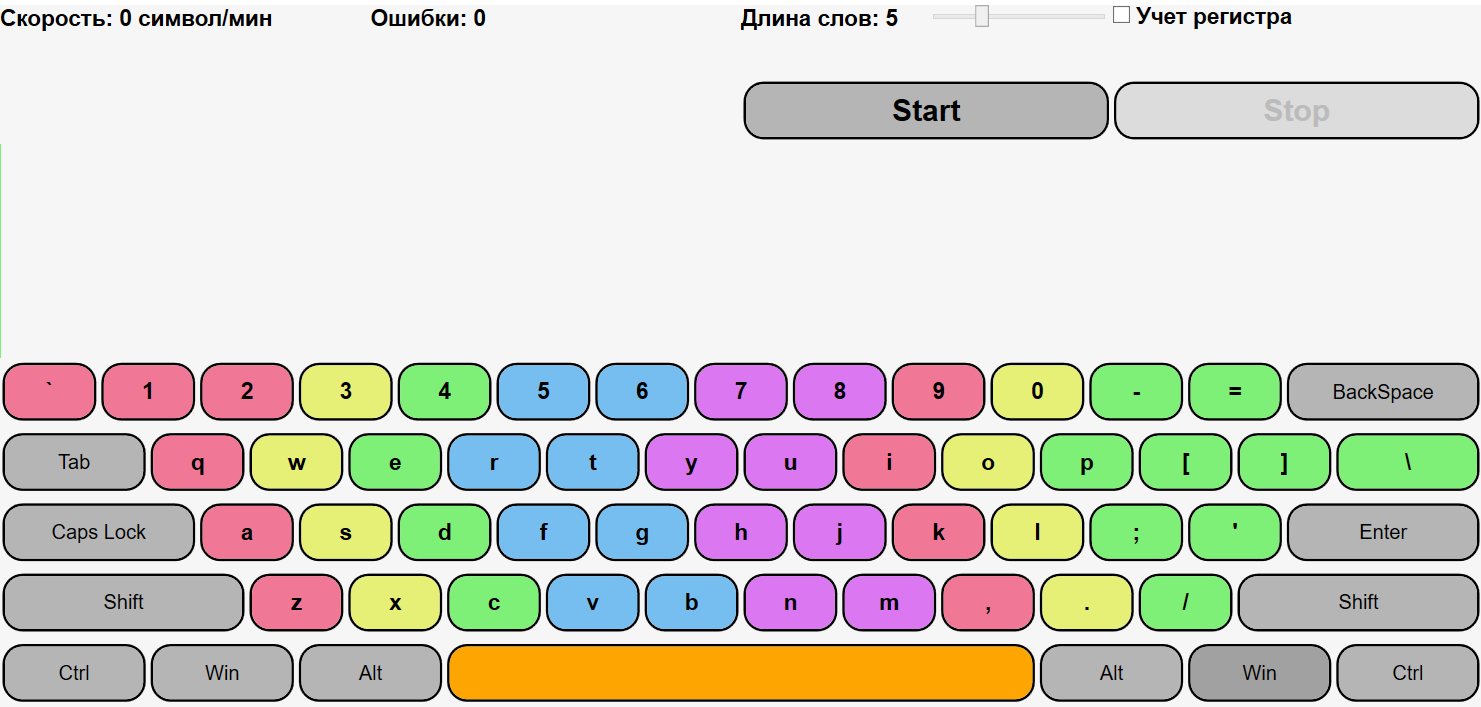 Скорость: 0 символ/мин Ошибки: 0 Длина слов: 5 Учет регистра
Start Stop
` 1 2 3 4 5 6 7 8 9 0 - = BackSpace
Tab q w e r t y u i o p [ ] \
Caps Lock a s d f g h j k l ; ' Enter
Shift z x c v b n m , . / Shift
Ctrl Win Alt Alt Win Ctrl